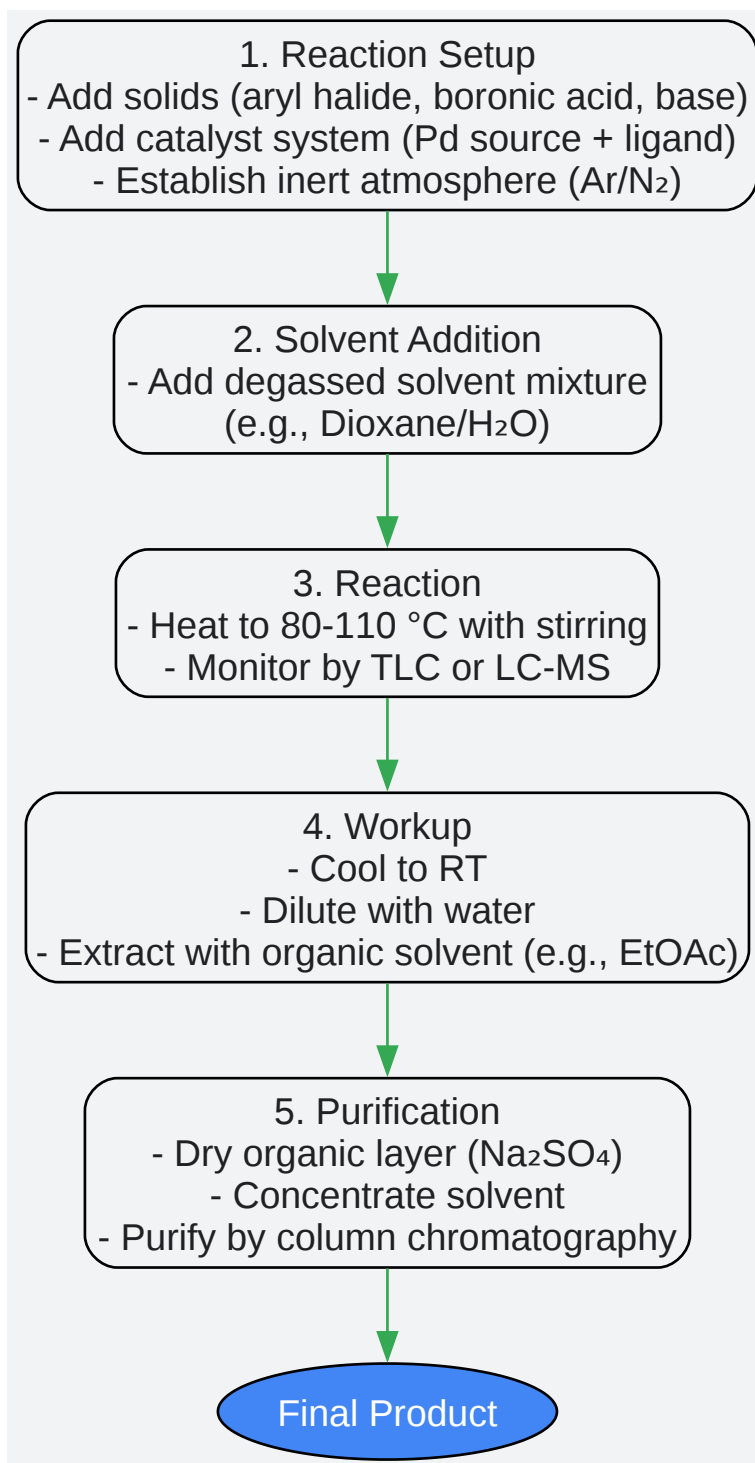 1. Reaction Setup
- Add solids (aryl halide, boronic acid, base)
- Add catalyst system (Pd source + ligand)
- Establish inert atmosphere (Ar/N₂)
2. Solvent Addition
- Add degassed solvent mixture
(e.g., Dioxane/H₂O)
3. Reaction
- Heat to 80-110 °C with stirring
- Monitor by TLC or LC-MS
4. Workup
- Cool to RT
- Dilute with water
- Extract with organic solvent (e.g., EtOAc)
5. Purification
- Dry organic layer (Na₂SO₄)
- Concentrate solvent
- Purify by column chromatography
Final Product